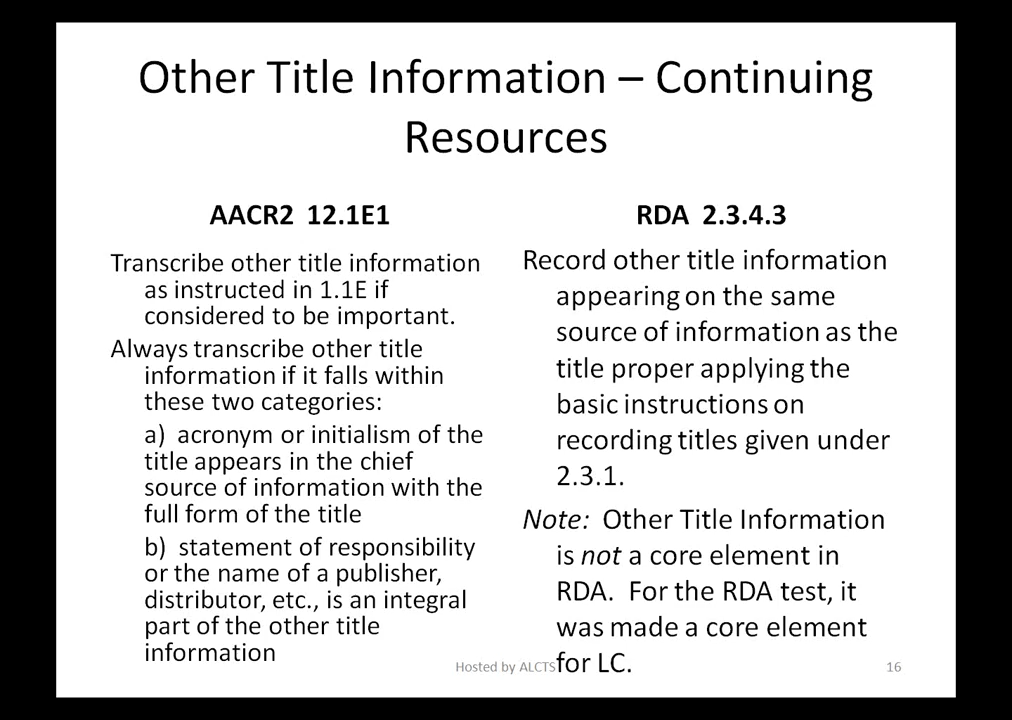 Other Title Information – Continuing
Resources
AACR2 12.1E1
Transcribe other title information
as instructed in 1.1E if
considered to be important.
Always transcribe other title
information if it falls within
these two categories:
a) acronym or initialism of the
title appears in the chief
source of information with the
full form of the title
b) statement of responsibility
or the name of a publisher,
distributor, etc., is an integral
part of the other title
information
RDA 2.3.4.3
Record other title information
appearing on the same
source of information as the
title proper applying the
basic instructions on
recording titles given under
2.3.1.
Note: Other Title Information
is not a core element in
RDA. For the RDA test, it
was made a core element
for LC.
Hosted by ALCTS
16